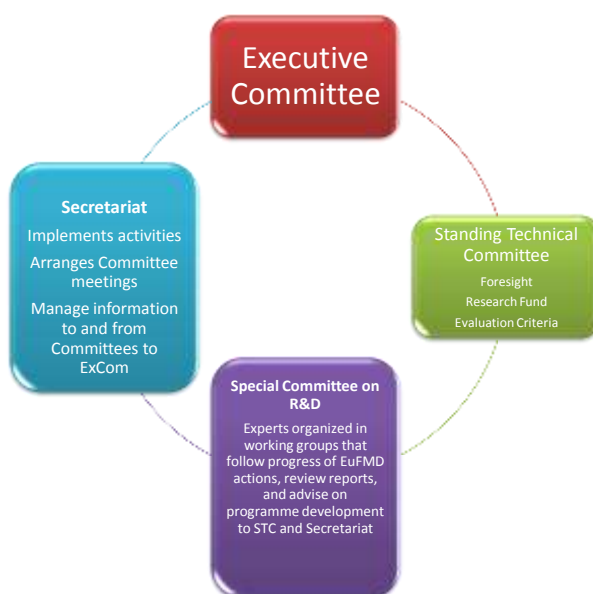 Executive
Committee
Secretariat
Implements activities
Arranges Committee
meetings
Manage information
to and from
Committees to
ExCom
Standing Technical
Committee
Foresight
Research Fund
Evaluation Criteria
Special Committee on
R&D
Experts organized in
working groups that
follow progress of EuFMD
actions, review reports,
and advise on
programme development
to STC and Secretariat